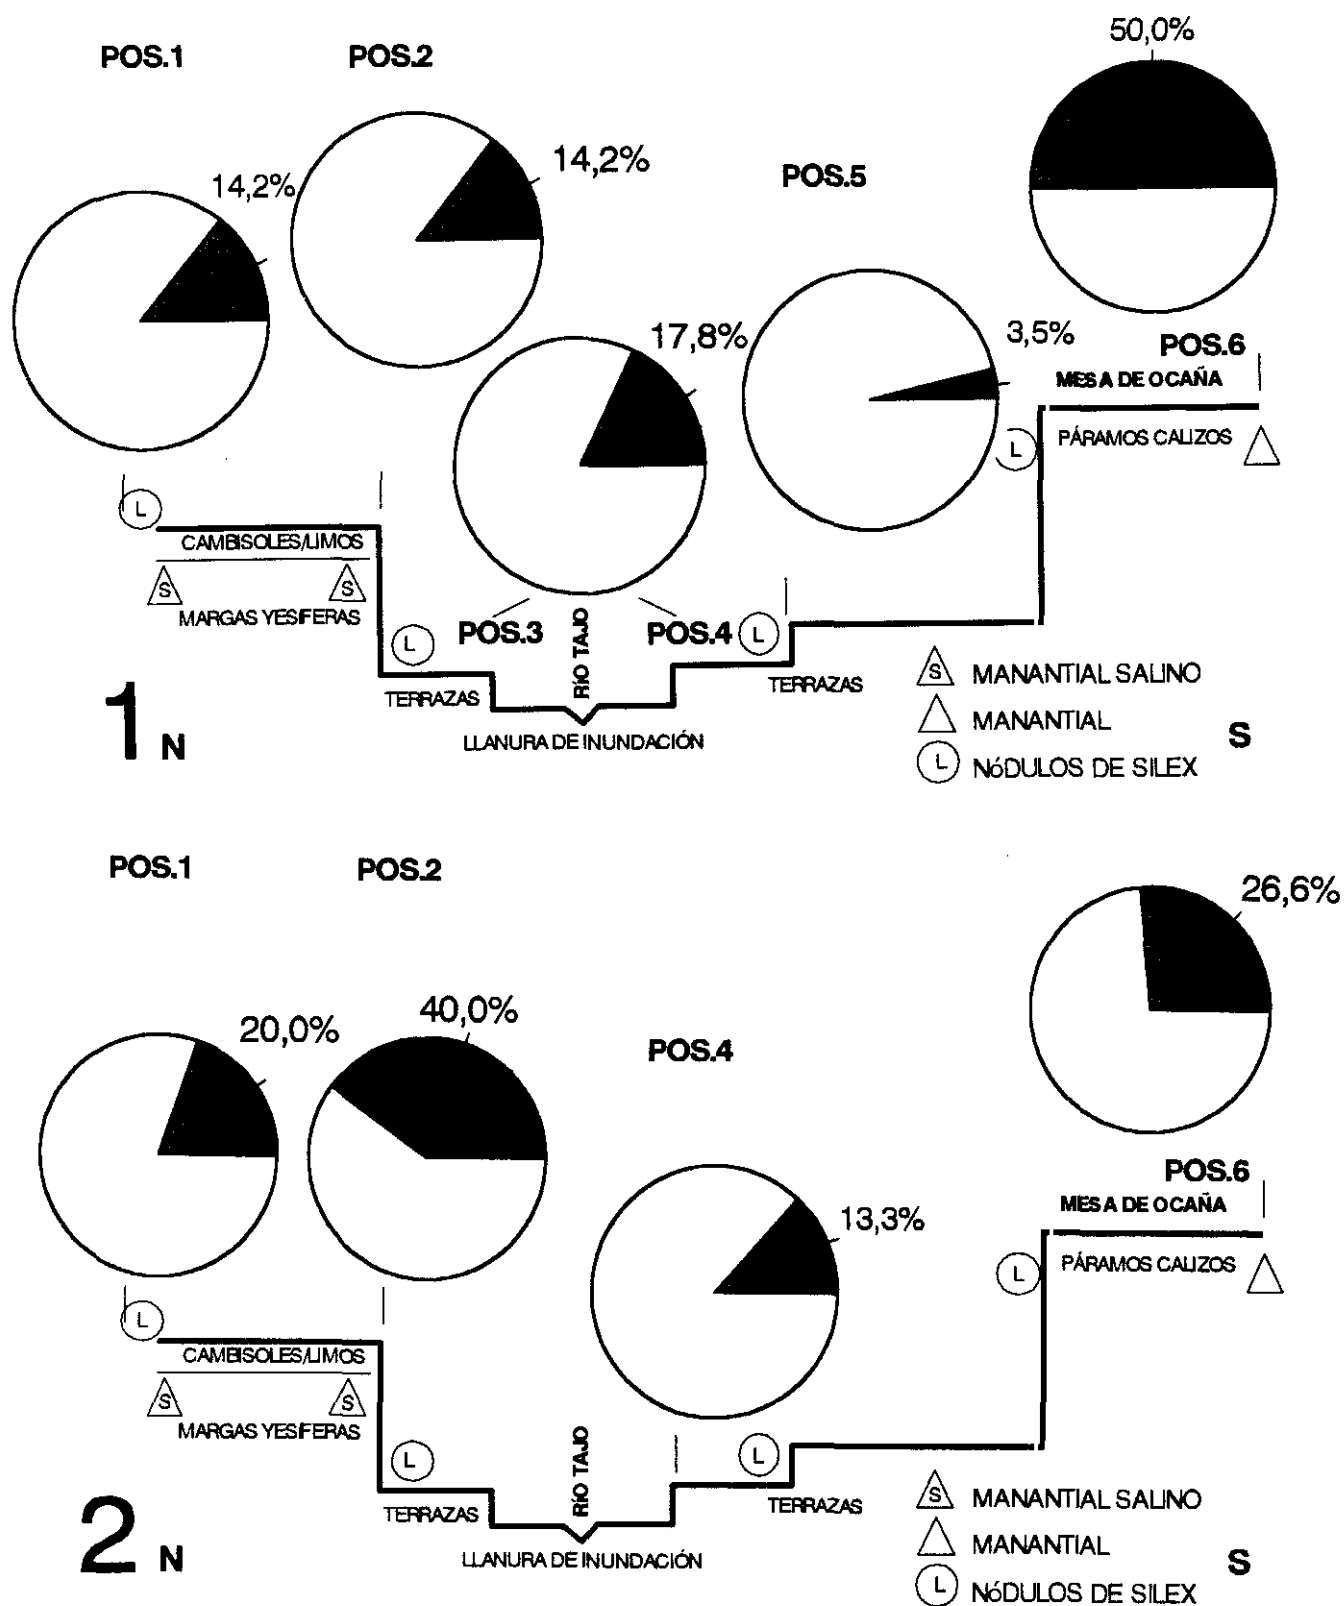 50,0%
POS.1
POS.2
14,2%
14,2%
POS.5
17,8%
3,5%
POS.6
MESA DE OCAÑA
L
PÁRAMOS CALIZOS
L
CAMBISOLES/LIMOS
S
S
MARGAS YESIFERAS
L
POS.3
RÍO TAJO
POS.4
L
TERRAZAS
TERRAZAS
S MANANTIAL SALINO
MANANTIAL
L NóDULOS DE SILEX
1 N
LLANURA DE INUNDACIÓN
S
POS.1
POS.2
26,6%
20,0%
40,0%
POS.4
POS.6
MESA DE OCAÑA
13,3%
L
PÁRAMOS CALIZOS
L
CAMBISOLES/LIMOS
S
S
MARGAS YESIFERAS
L
RÍO TAJO
L
TERRAZAS
TERRAZAS
S MANANTIAL SALINO
MANANTIAL
L NóDULOS DE SILEX
2 N
LLANURA DE INUNDACIÓN
S